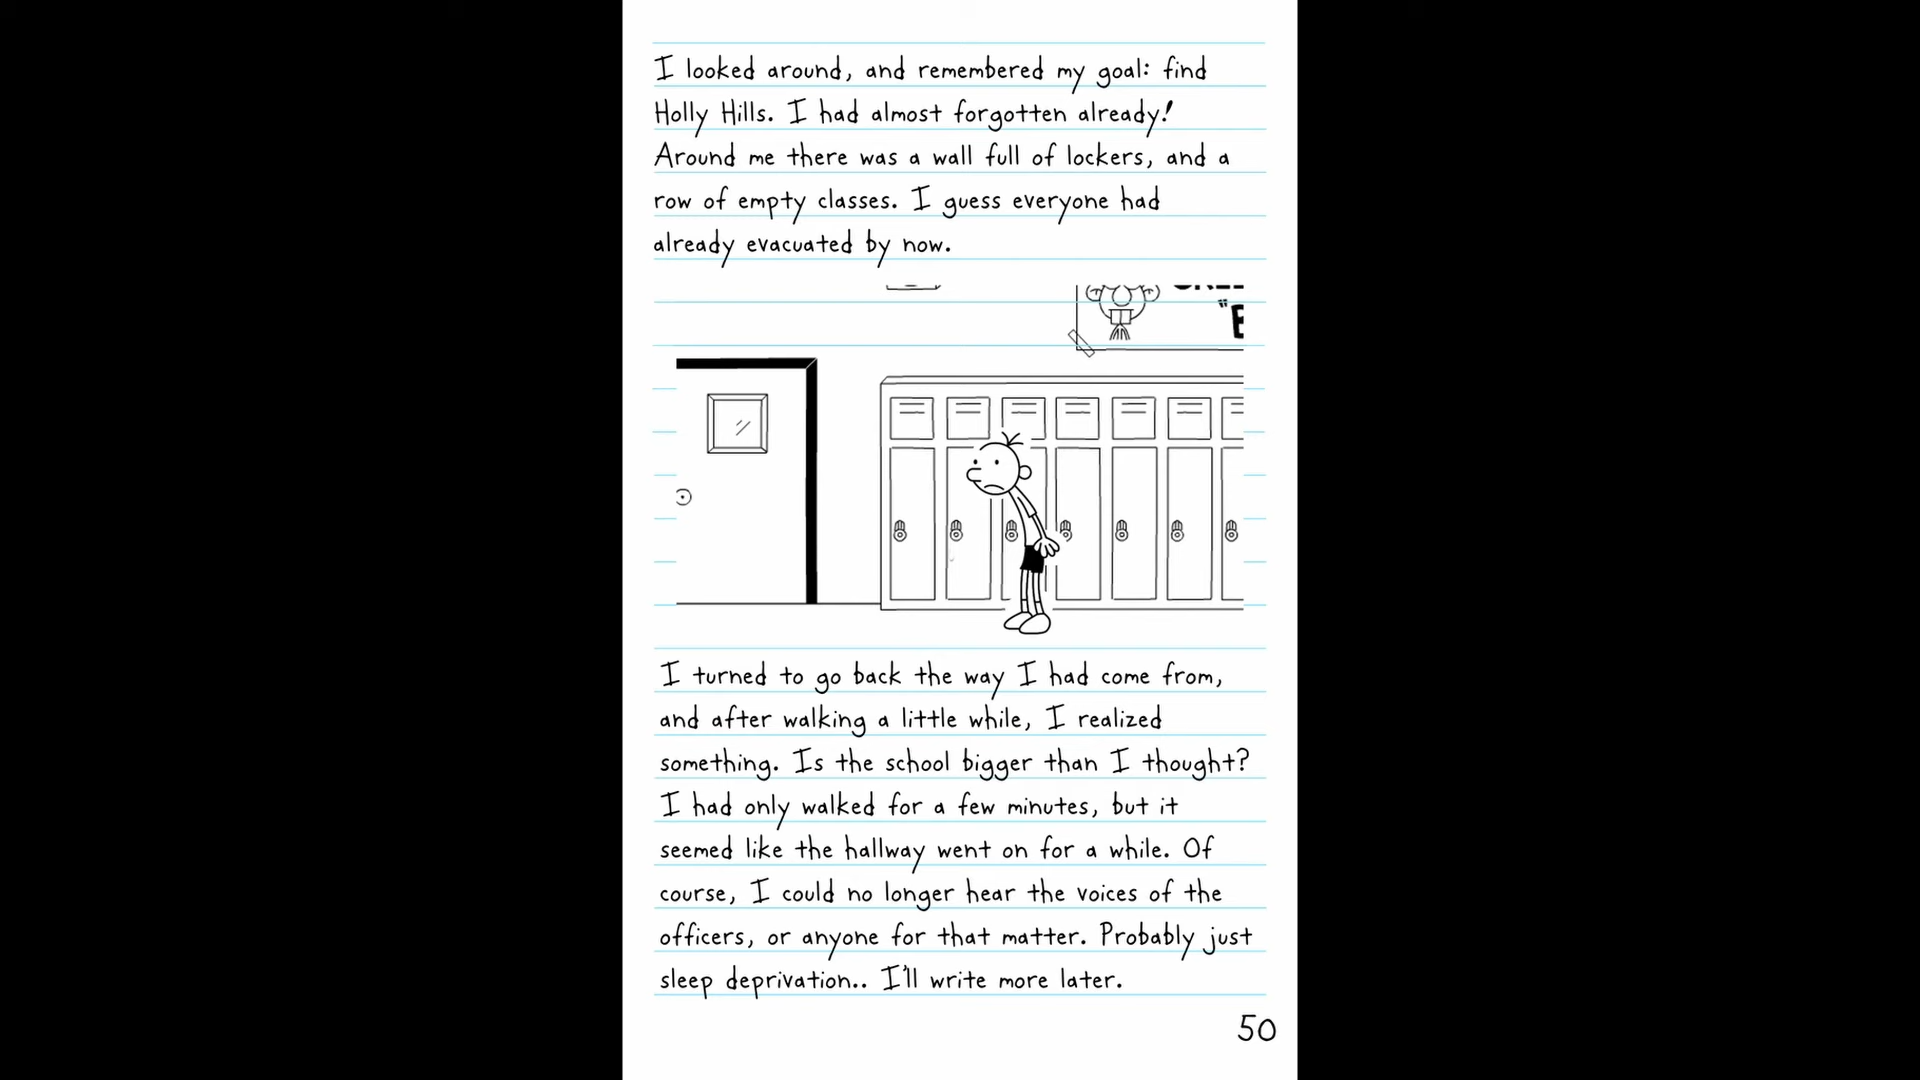 I looked around, and remembered my goal: find
Holly Hills. I had almost forgotten already!
Around me there was a wall full of lockers, and a
row of empty classes. I guess everyone had
already evacuated by now.
I turned to go back the way I had come from,
and after walking a little while, I realized
something. Is the school bigger than I thought?
I had only walked for a few minutes, but it
seemed like the hallway went on for a while. Of
course, I could no longer hear the voices of the
officers, or anyone for that matter. Probably just
sleep deprivation.. I'll write more later.
50